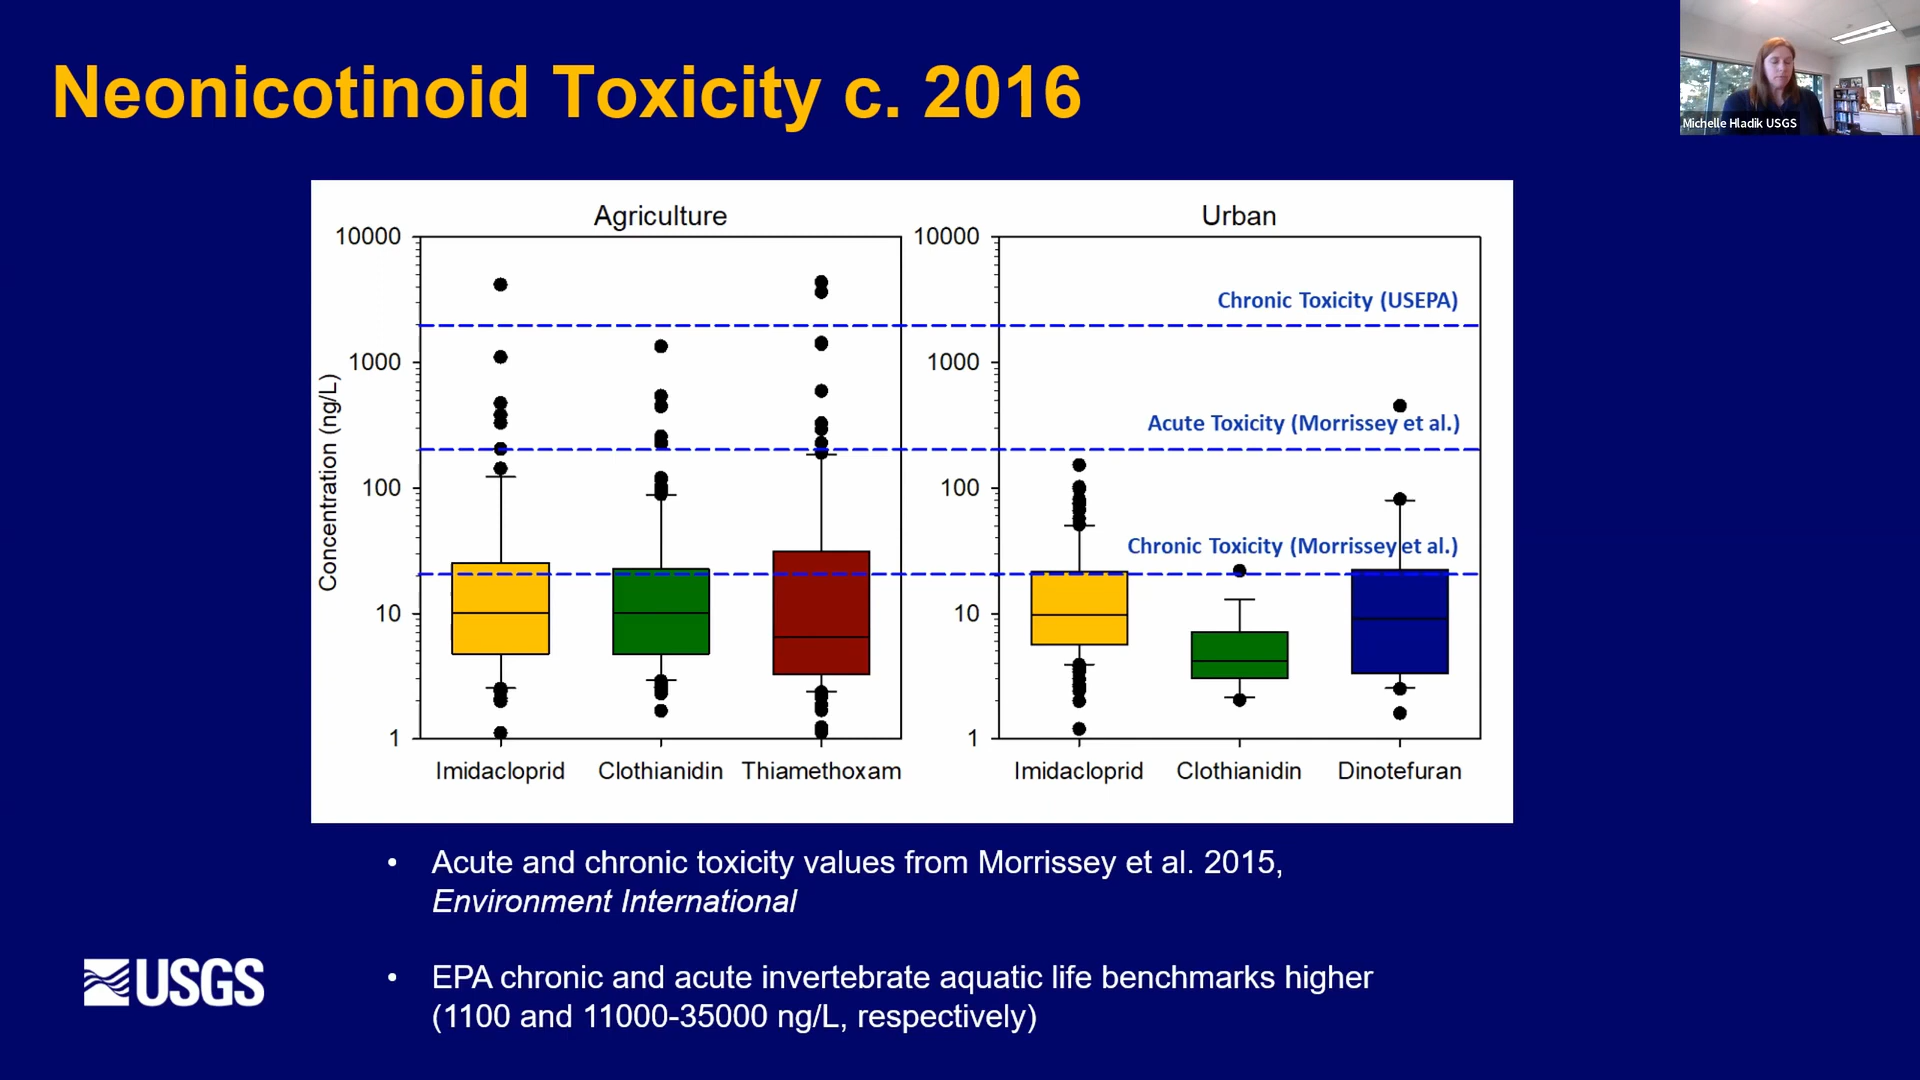 Neonicotinoid Toxicity c. 2016
Michelle Hladik USGS
Agriculture
Urban
10000
1000
100
10
1
Concentration (ng/L)
Imidacloprid
Clothianidin
Thiamethoxam
10000
1000
100
10
1
Chronic Toxicity (USEPA)
Acute Toxicity (Morrissey et al.)
Chronic Toxicity (Morrissey et al.)
Imidacloprid
Clothianidin
Dinotefuran
• Acute and chronic toxicity values from Morrissey et al. 2015,
Environment International
• EPA chronic and acute invertebrate aquatic life benchmarks higher
(1100 and 11000-35000 ng/L, respectively)
USGS